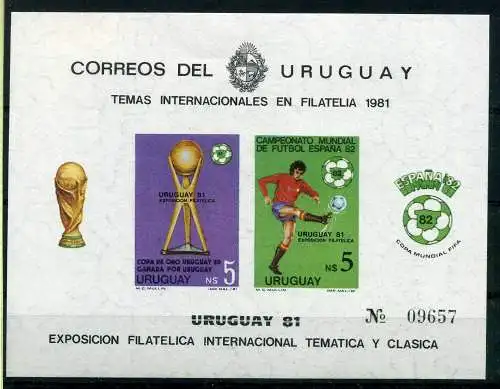 CORREOS DEL URUGUAY
TEMAS INTERNACIONALES EN FILATELIA 1981
URUGUAY 81
EXPOSICION FILATELICA
COPA DE ORO URUGUAY 80
GANADA POR URUGUAY
URUGUAY N$ 5
CAMPEONATO MUNDIAL
DE FUTBOL ESPAÑA 82
82
URUGUAY 81
EXPOSICION FILATELICA
N$ 5
URUGUAY
ESPAÑA 82
82
COPA MUNDIAL FIFA
URUGUAY 81
Nº 09657
EXPOSICION FILATELICA INTERNACIONAL TEMATICA Y CLASICA